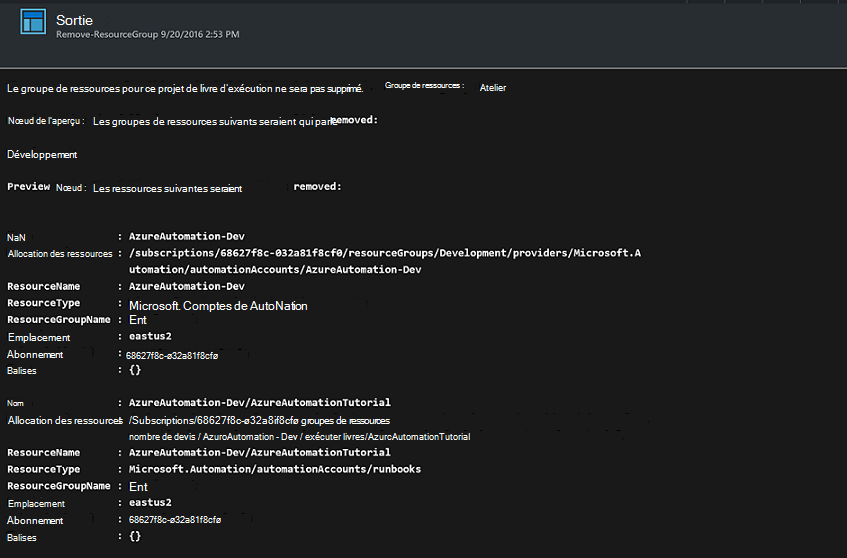 Sortie
Remove-ResourceGroup 9/20/2016 2:53 PM
Le groupe de ressources pour ce projet de livre d'exécution ne sera pas supprimé. Groupe de ressources : Atelier
Nœud de l'aperçu : Les groupes de ressources suivants seraient qui parle removed:
Développement
Preview Nœud : Les ressources suivantes seraient removed:
NaN : AzureAutomation-Dev
Allocation des ressources : /subscriptions/68627f8c-032a81f8cf0/resourceGroups/Development/providers/Microsoft.A
utomation/automationAccounts/AzureAutomation-Dev
ResourceName : AzureAutomation-Dev
ResourceType : Microsoft. Comptes de AutoNation
ResourceGroupName : Ent
Emplacement : eastus2
Abonnement : 68627f8c-ø32a81f8cfø
Balises : {}
Nom : AzureAutomation-Dev/AzureAutomationTutorial
Allocation des ressources /Subscriptions/68627f8c-ø32a8if8cfø groupes de ressources
nombre de devis / AzuroAutomation - Dev / exécuter livres/AzurcAutomationTutorial
ResourceName : AzureAutomation-Dev/AzureAutomationTutorial
ResourceType : Microsoft.Automation/automationAccounts/runbooks
ResourceGroupName : Ent
Emplacement : eastus2
Abonnement : 68627f8c-ø32a81f8cfø
Balises : {}